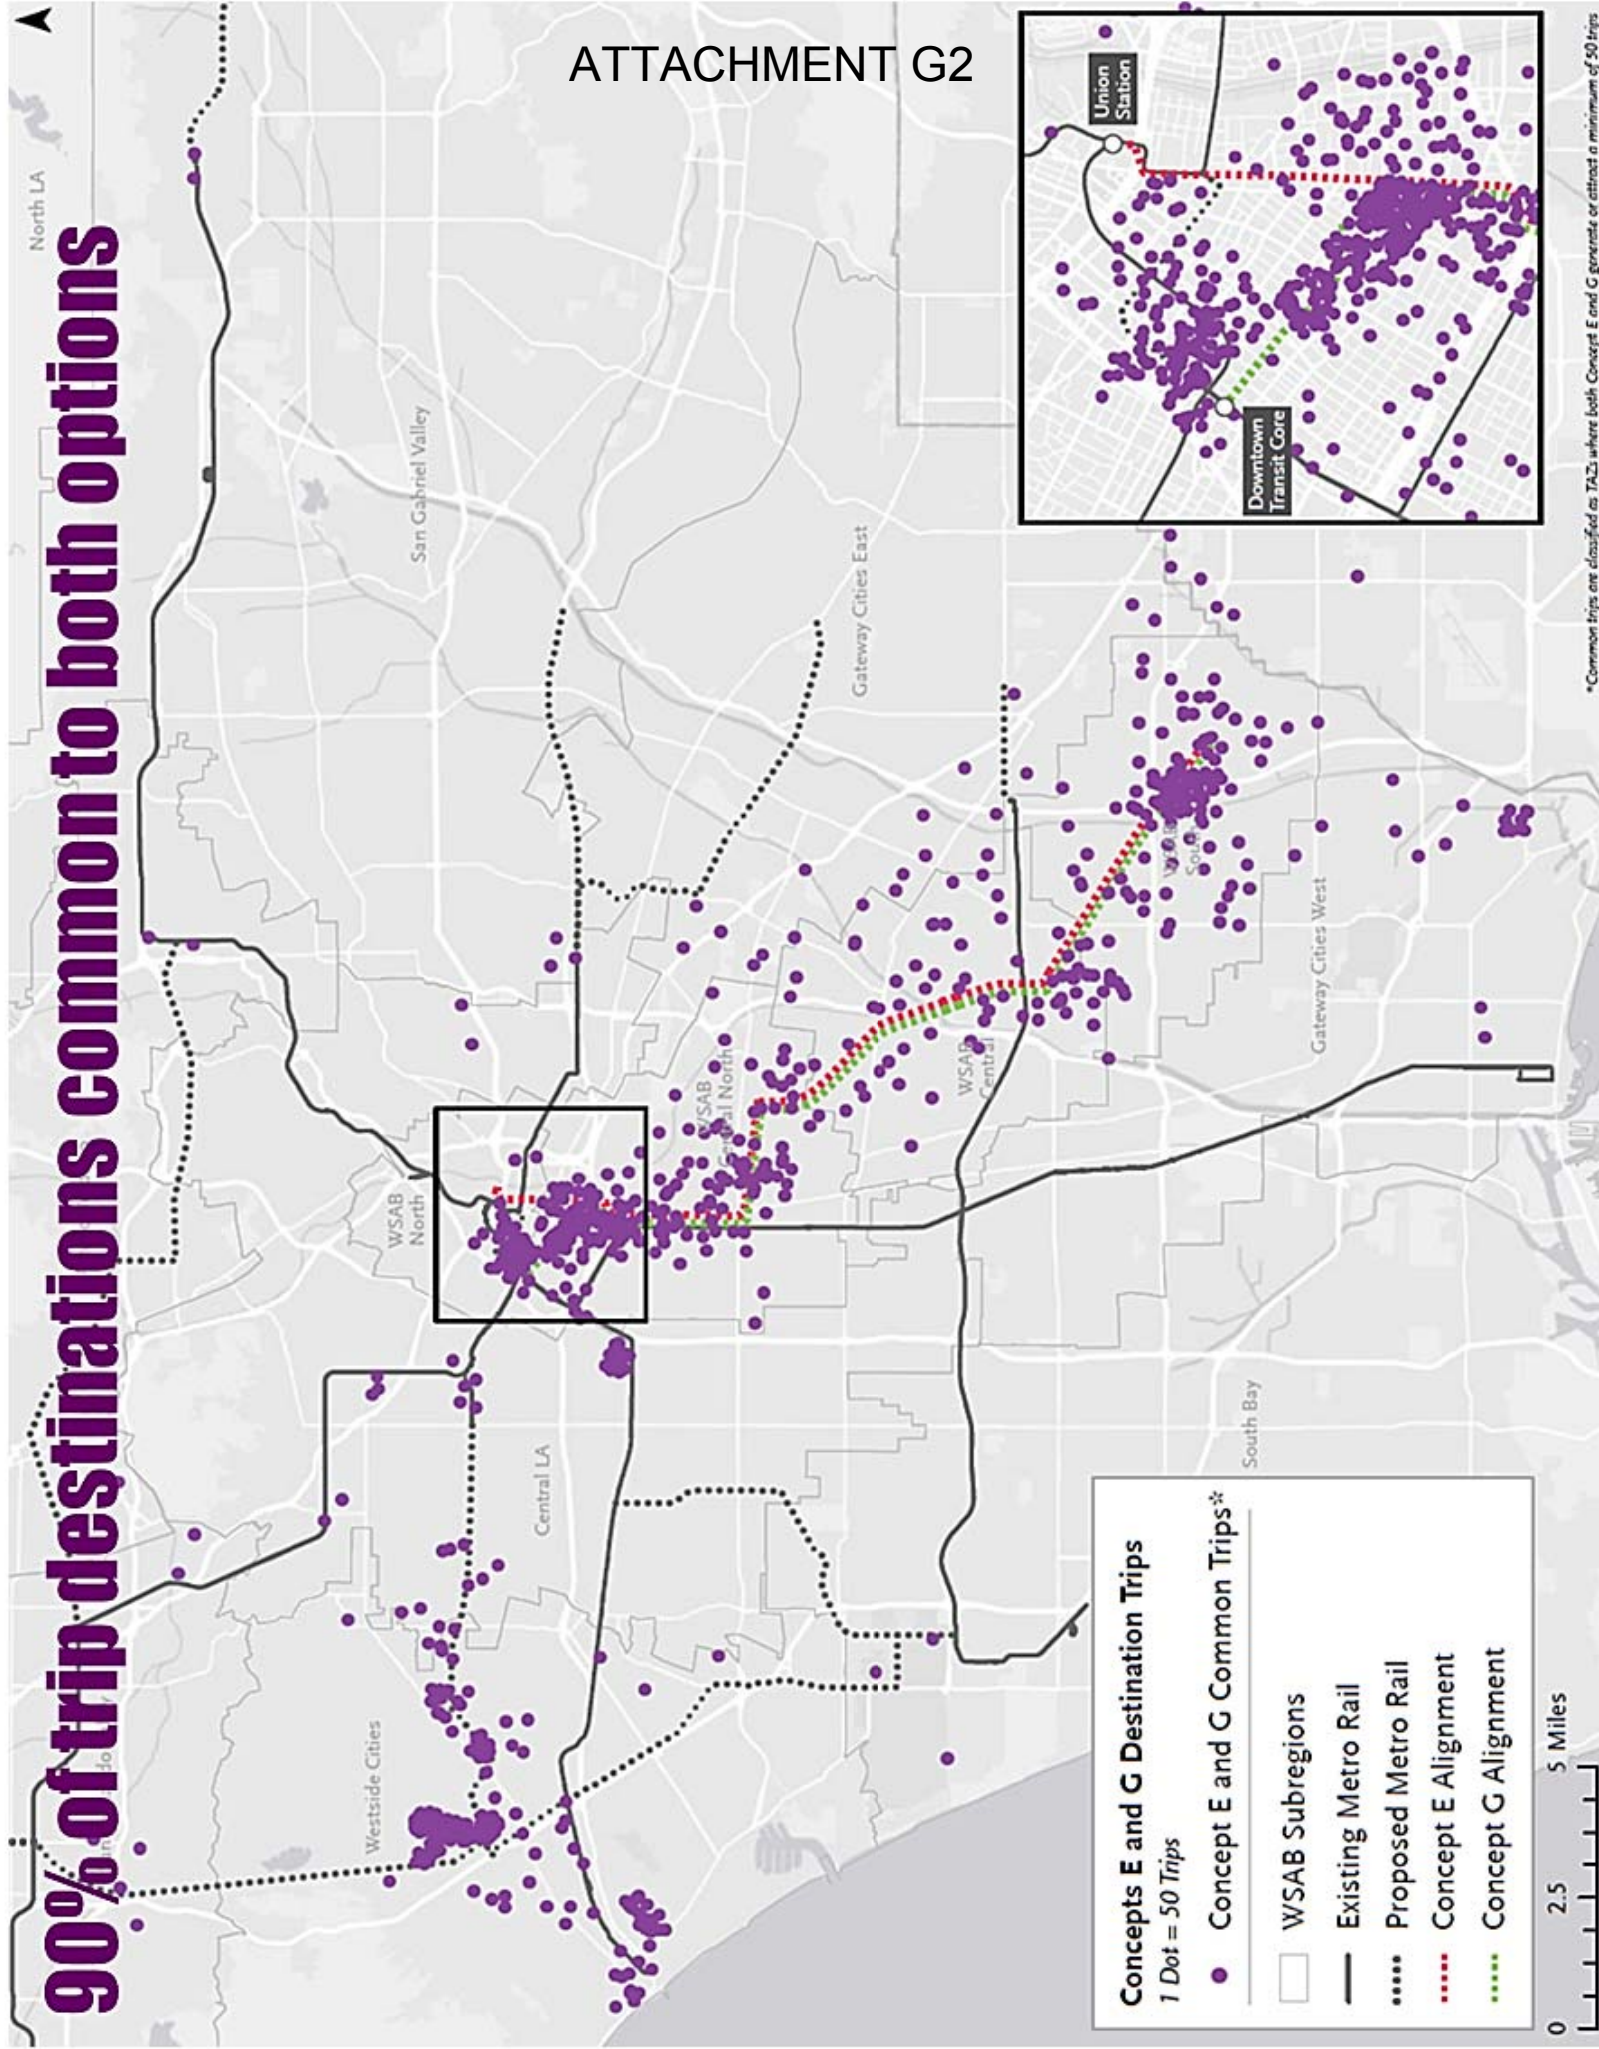 ATTACHMENT G2
90% of trip destinations common to both options
North LA
San Gabriel Valley
Gateway Cities East
Gateway Cities West
WSAB
North
WSAB
Central North
WSAB
Central
WSAB
South
Central LA
Westside Cities
South Bay
Union
Station
Downtown
Transit Core
Concepts E and G Destination Trips
1 Dot = 50 Trips
Concept E and G Common Trips*
WSAB Subregions
Existing Metro Rail
Proposed Metro Rail
Concept E Alignment
Concept G Alignment
0 2.5 5 Miles
*Common trips are classified as TAZs where both Concept E and G generate or attract a minimum of 50 trips